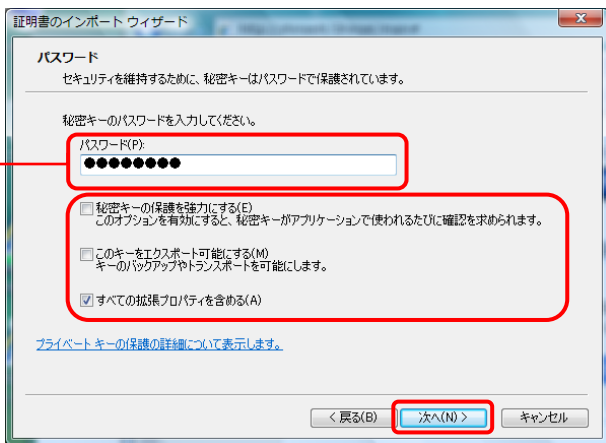 証明書のインポート ウィザード
パスワード
セキュリティを維持するために、秘密キーはパスワードで保護されています。
秘密キーのパスワードを入力してください。
パスワード(P):
●●●●●●●●
秘密キーの保護を強力にする(E)
このオプションを有効にすると、秘密キーがアプリケーションで使われるたびに確認を求められます。
このキーをエクスポート可能にする(M)
キーのバックアップやトランスポートを可能にします。
すべての拡張プロパティを含める(A)
プライベート キーの保護の詳細について表示します。
< 戻る(B) 次へ(N) > キャンセル